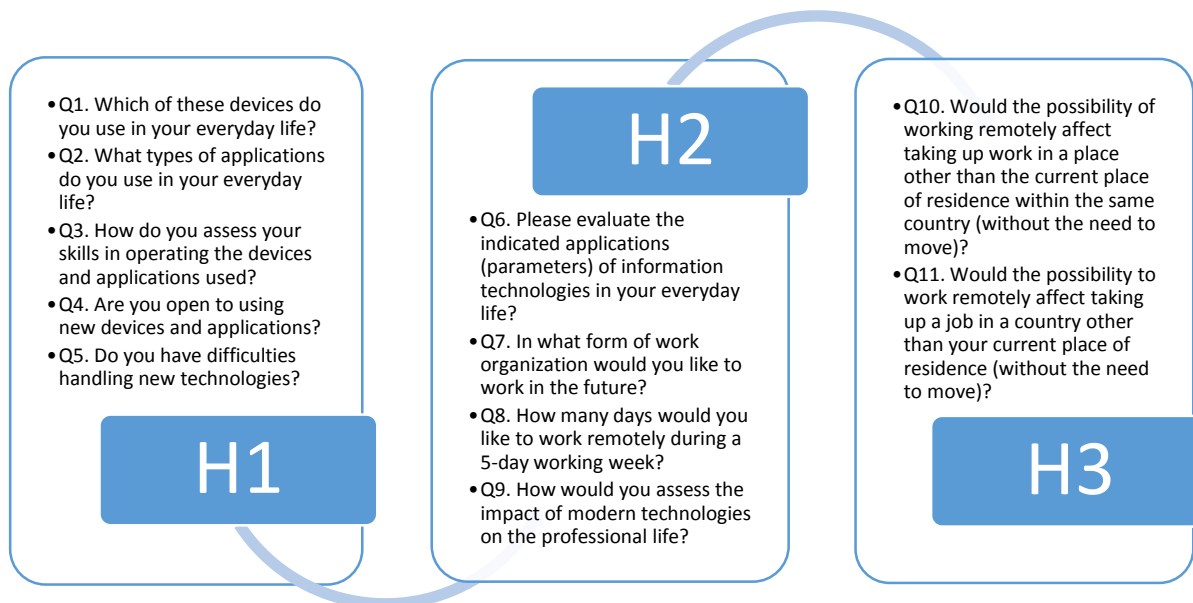 •Q1. Which of these devices do
you use in your everyday life?
•Q2. What types of applications
do you use in your everyday
life?
•Q3. How do you assess your
skills in operating the devices
and applications used?
•Q4. Are you open to using
new devices and applications?
•Q5. Do you have difficulties
handling new technologies?
H1
H2
•Q6. Please evaluate the
indicated applications
(parameters) of information
technologies in your everyday
life?
•Q7. In what form of work
organization would you like to
work in the future?
•Q8. How many days would you
like to work remotely during a
5-day working week?
•Q9. How would you assess the
impact of modern technologies
on the professional life?
•Q10. Would the possibility of
working remotely affect
taking up work in a place
other than the current place
of residence within the same
country (without the need to
move)?
•Q11. Would the possibility to
work remotely affect taking
up a job in a country other
than your current place of
residence (without the need
to move)?
H3